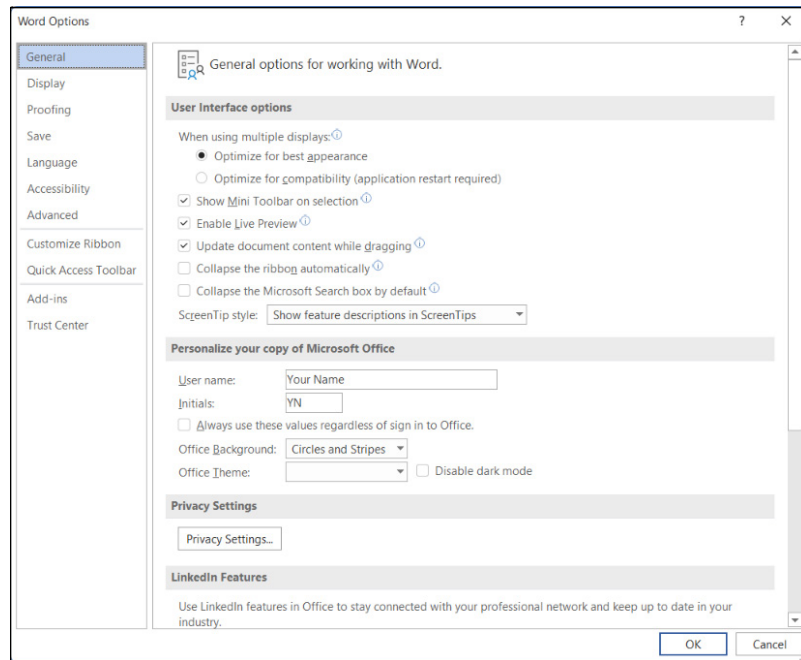 Word Options
?
General
Display
Proofing
Save
Language
Accessibility
Advanced
Customize Ribbon
Quick Access Toolbar
Add-ins
Trust Center
General options for working with Word.
User Interface options
When using multiple displays:
Optimize for best appearance
Optimize for compatibility (application restart required)
Show Mini Toolbar on selection
Enable Live Preview
Update document content while dragging
Collapse the ribbon automatically
Collapse the Microsoft Search box by default
ScreenTip style: Show feature descriptions in ScreenTips
Personalize your copy of Microsoft Office
User name: Your Name
Initials: YN
Always use these values regardless of sign in to Office.
Office Background: Circles and Stripes
Office Theme: Disable dark mode
Privacy Settings
Privacy Settings...
LinkedIn Features
Use LinkedIn features in Office to stay connected with your professional network and keep up to date in your
industry.
OK Cancel